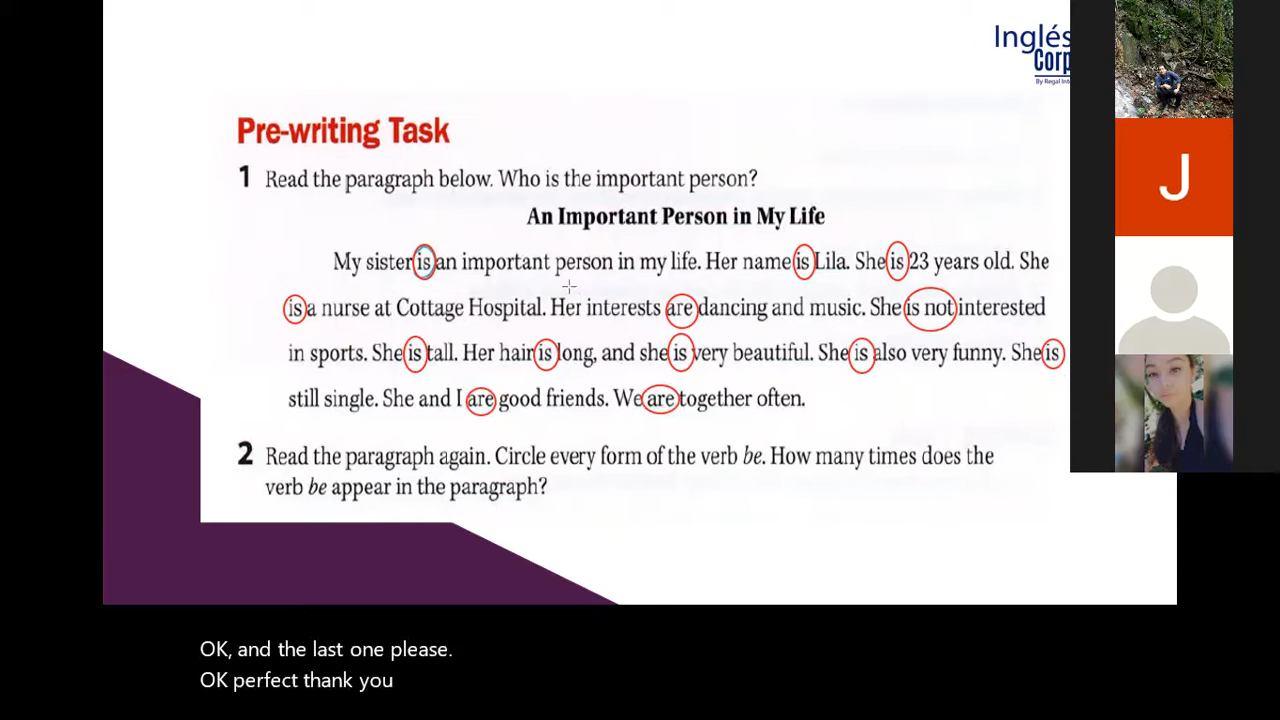 Inglés
Corp
By Regal Int
Pre-writing Task
1 Read the paragraph below. Who is the important person?
An Important Person in My Life
My sister is an important person in my life. Her name is Lila. She is 23 years old. She
is a nurse at Cottage Hospital. Her interests are dancing and music. She is not interested
in sports. She is tall. Her hair is long, and she is very beautiful. She is also very funny. She is
still single. She and I are good friends. We are together often.
2 Read the paragraph again. Circle every form of the verb be. How many times does the
verb be appear in the paragraph?
J
OK, and the last one please.
OK perfect thank you